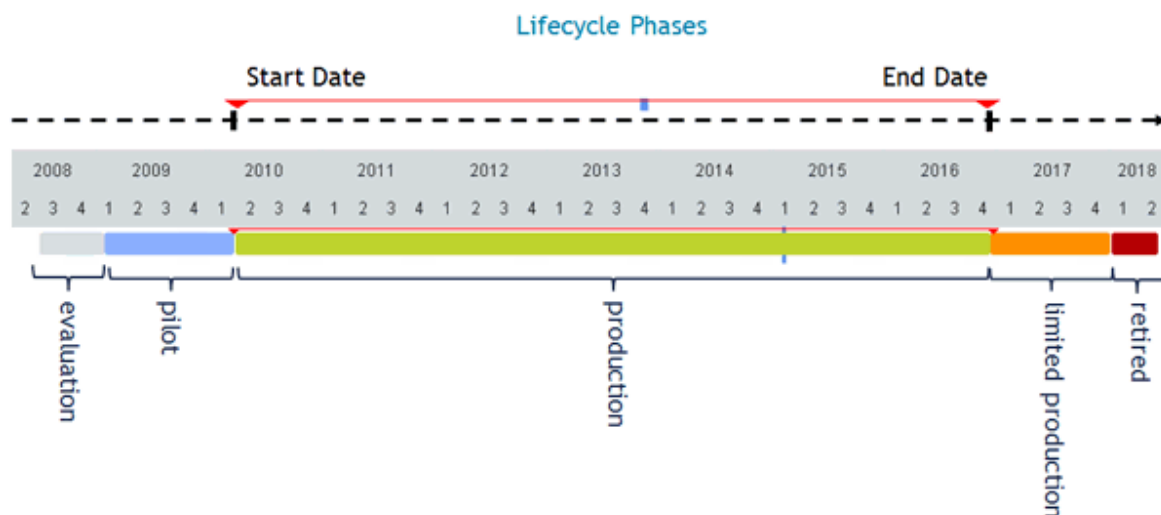 Lifecycle Phases
Start Date End Date
2008 2009 2010 2011 2012 2013 2014 2015 2016 2017 2018
2 3 4 1 2 3 4 1 2 3 4 1 2 3 4 1 2 3 4 1 2 3 4 1 2 3 4 1 2 3 4 1 2 3 4 1 2 3 4 1 2
evaluation
pilot
production
limited production
retired